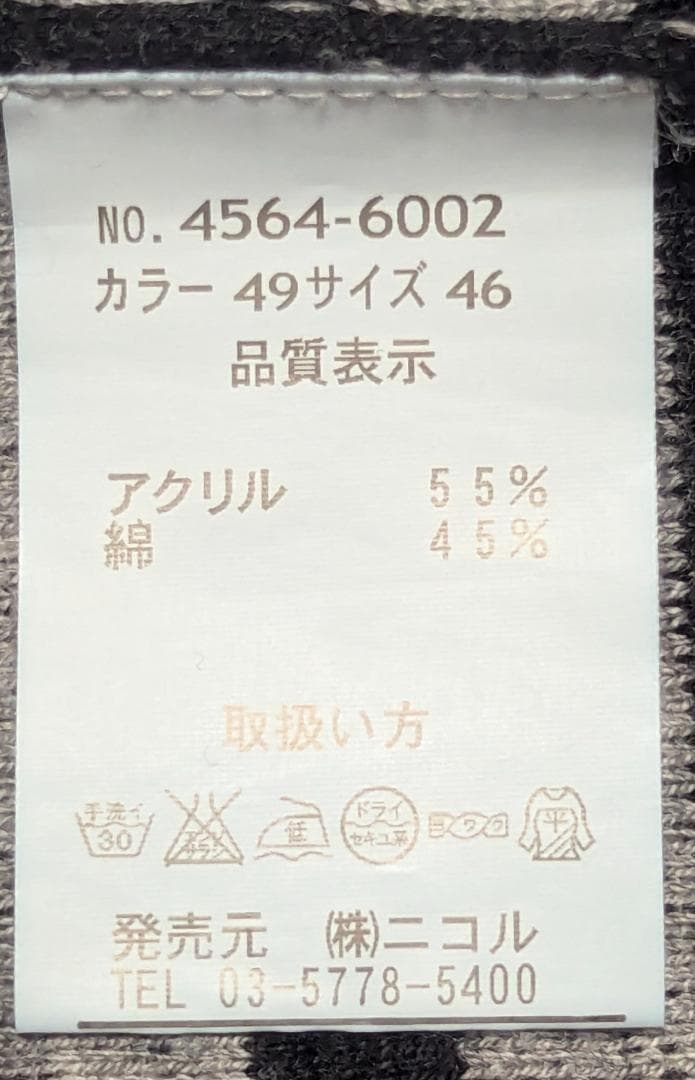 NO. 4564-6002
カラー 49 サイズ 46
品質表示
アクリル 55%
綿 45%
取扱い方
手洗イ 30 エンソサラシ 低 ドライ セキユ系 ヨワク 平
発売元 ㈱ニコル
TEL 03-5778-5400